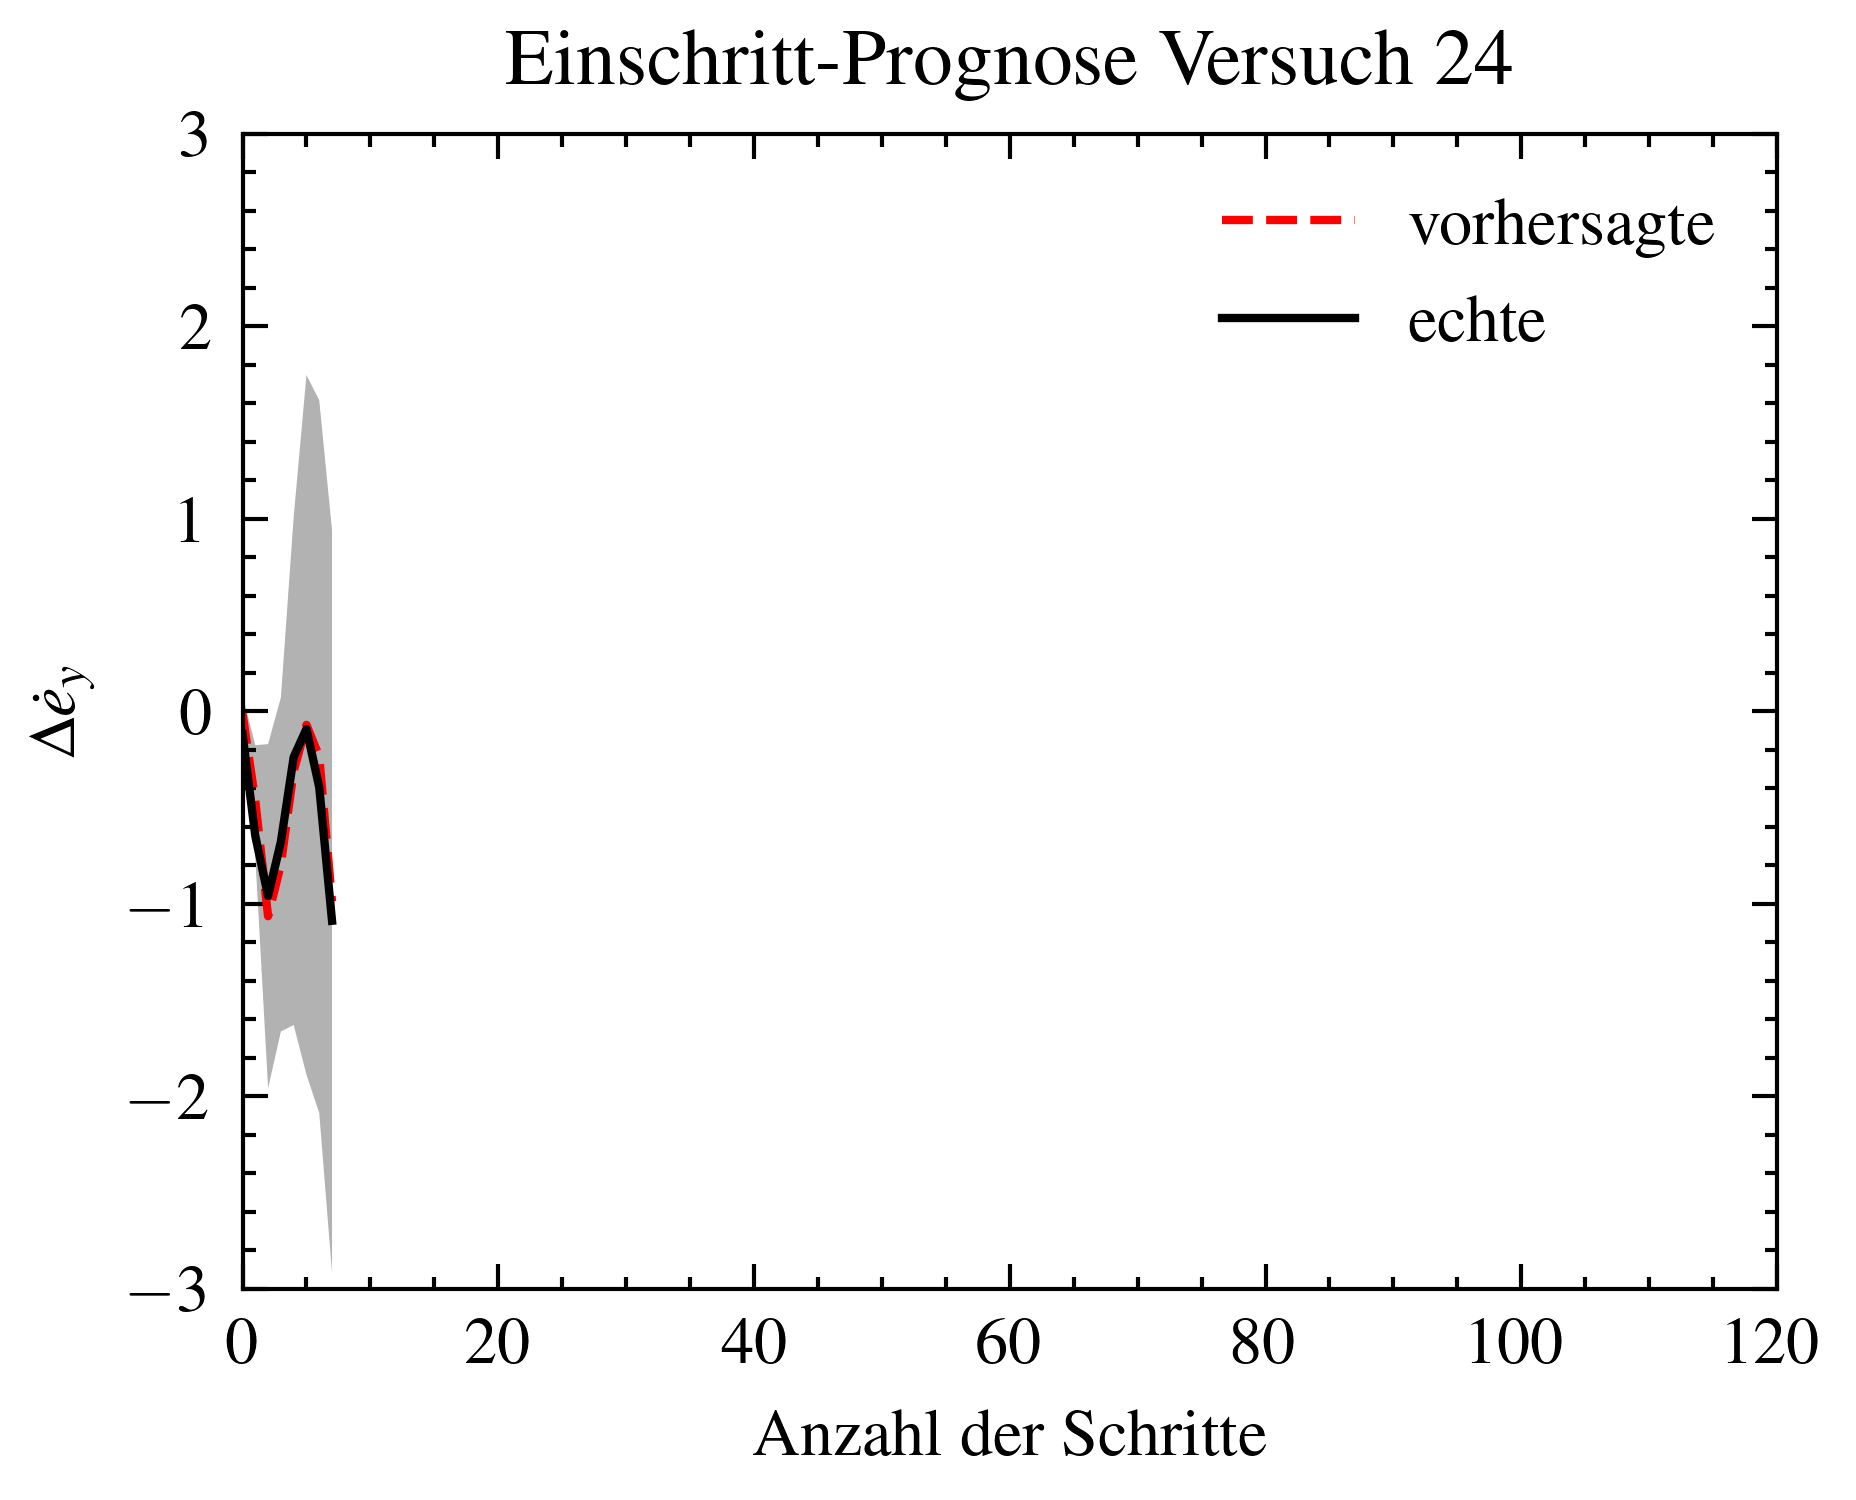 Einschritt-Prognose Versuch 24
3
2
1
0
−1
−2
−3
Δė_y
vorhersagte
echte
0 20 40 60 80 100 120
Anzahl der Schritte